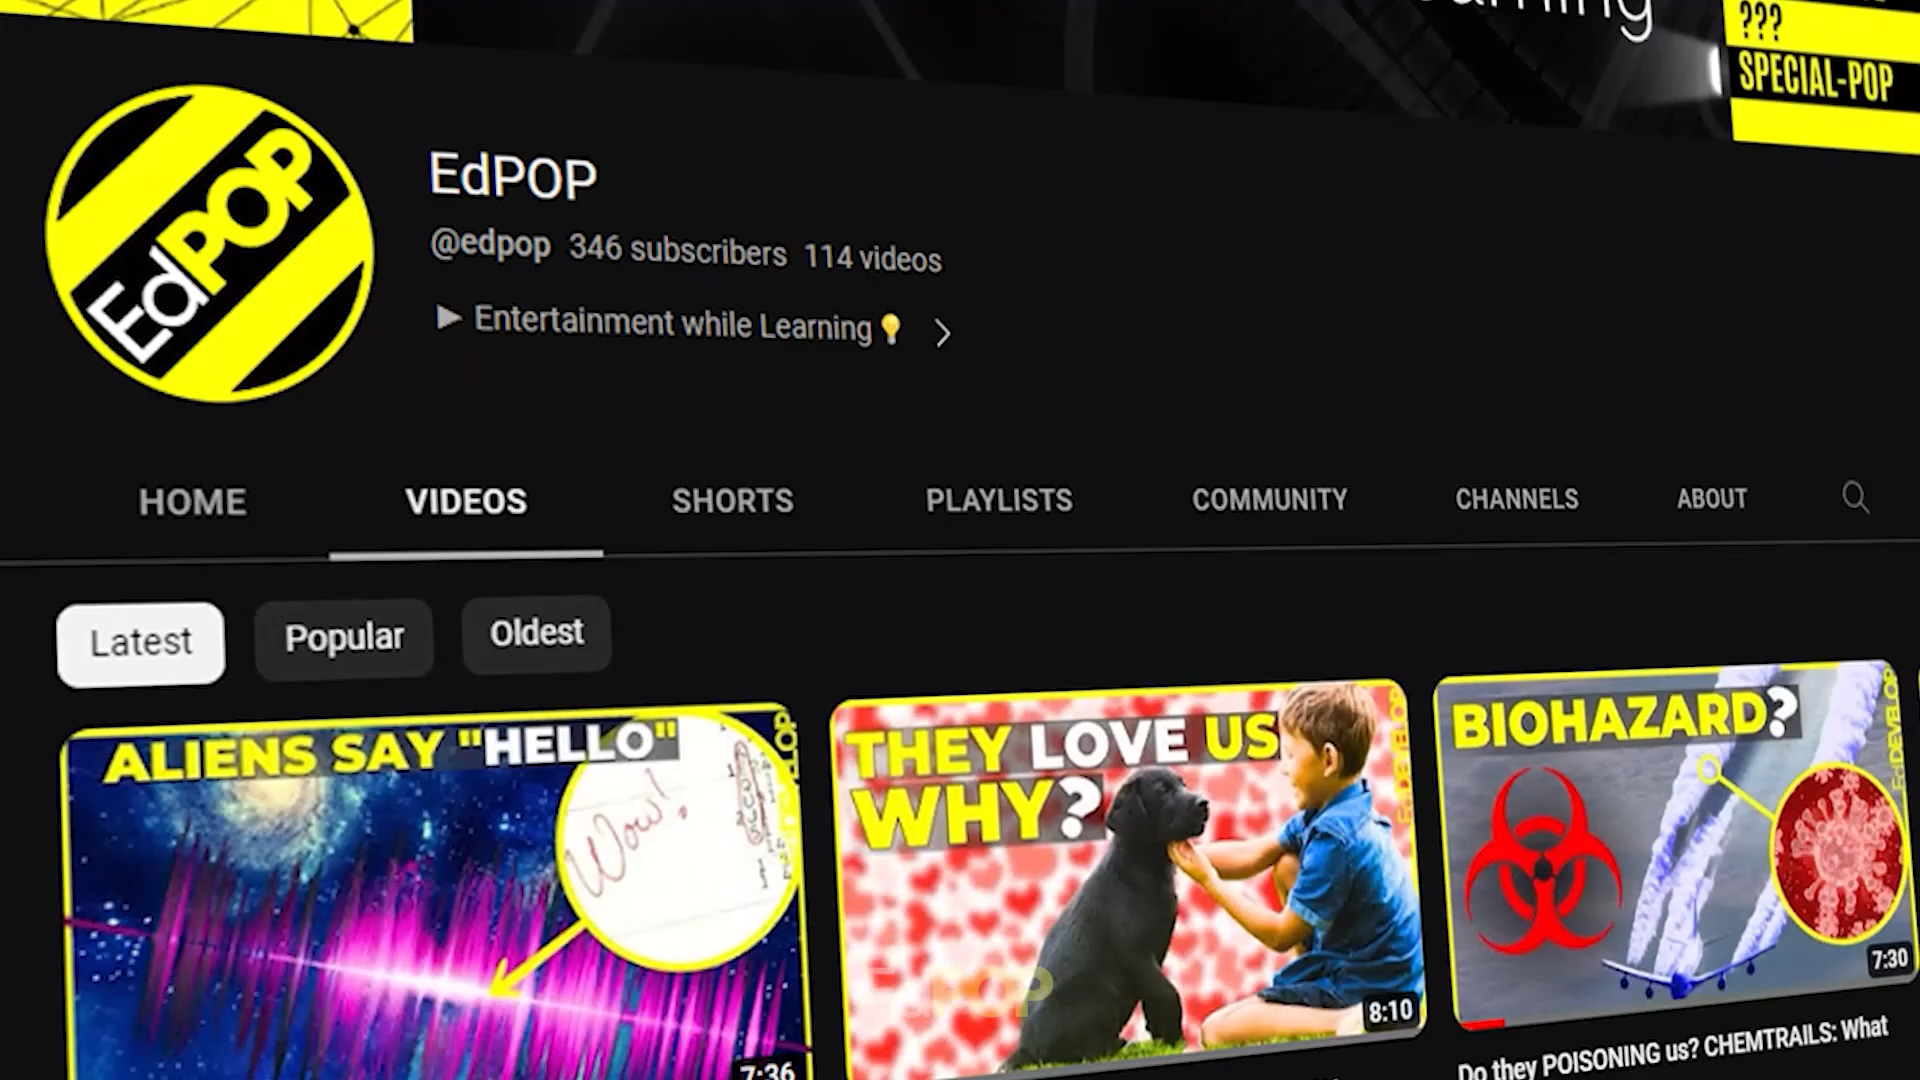 ???
SPECIAL-POP
EdPOP
EdPOP
@edpop 346 subscribers 114 videos
▶ Entertainment while Learning💡 >
HOME VIDEOS SHORTS PLAYLISTS COMMUNITY CHANNELS ABOUT
Latest Popular Oldest
ALIENS SAY "HELLO"
Wow!
7:36
THEY LOVE US
WHY?
8:10
BIOHAZARD?
EdDEVELOP
7:30
Do they POISONING us? CHEMTRAILS: What